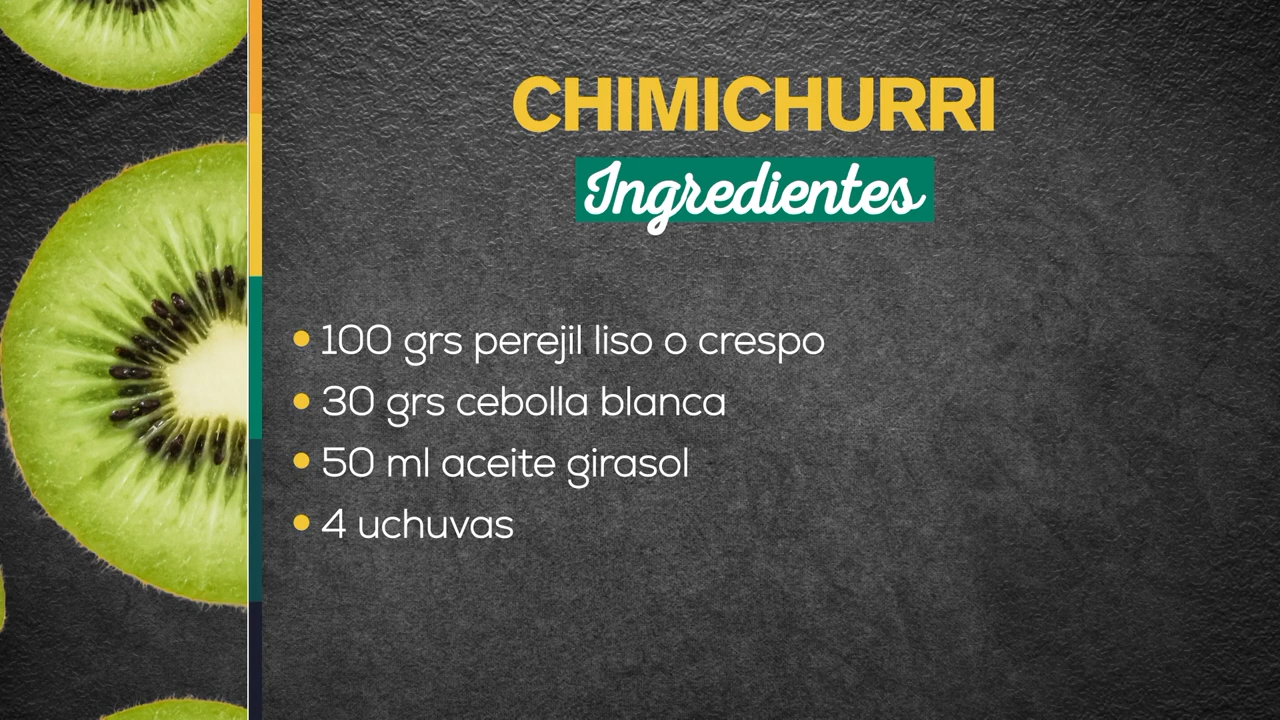 CHIMICHURRI
Ingredientes
100 grs perejil liso o crespo
30 grs cebolla blanca
50 ml aceite girasol
4 uchuvas